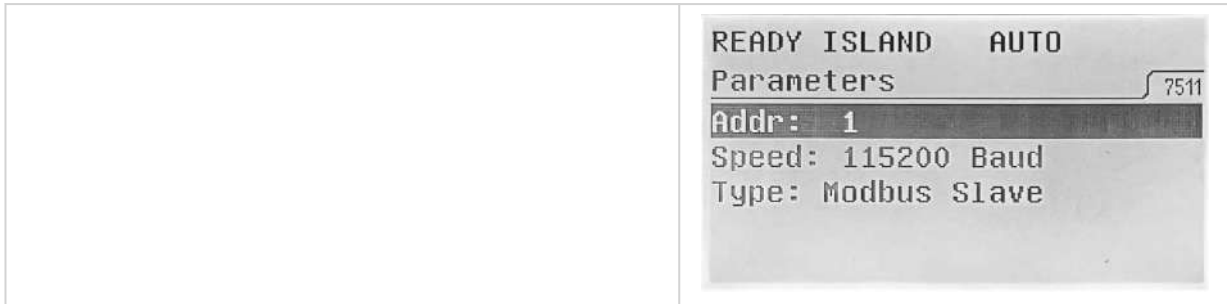 READY ISLAND AUTO
Parameters 7511
Addr: 1
Speed: 115200 Baud
Type: Modbus Slave